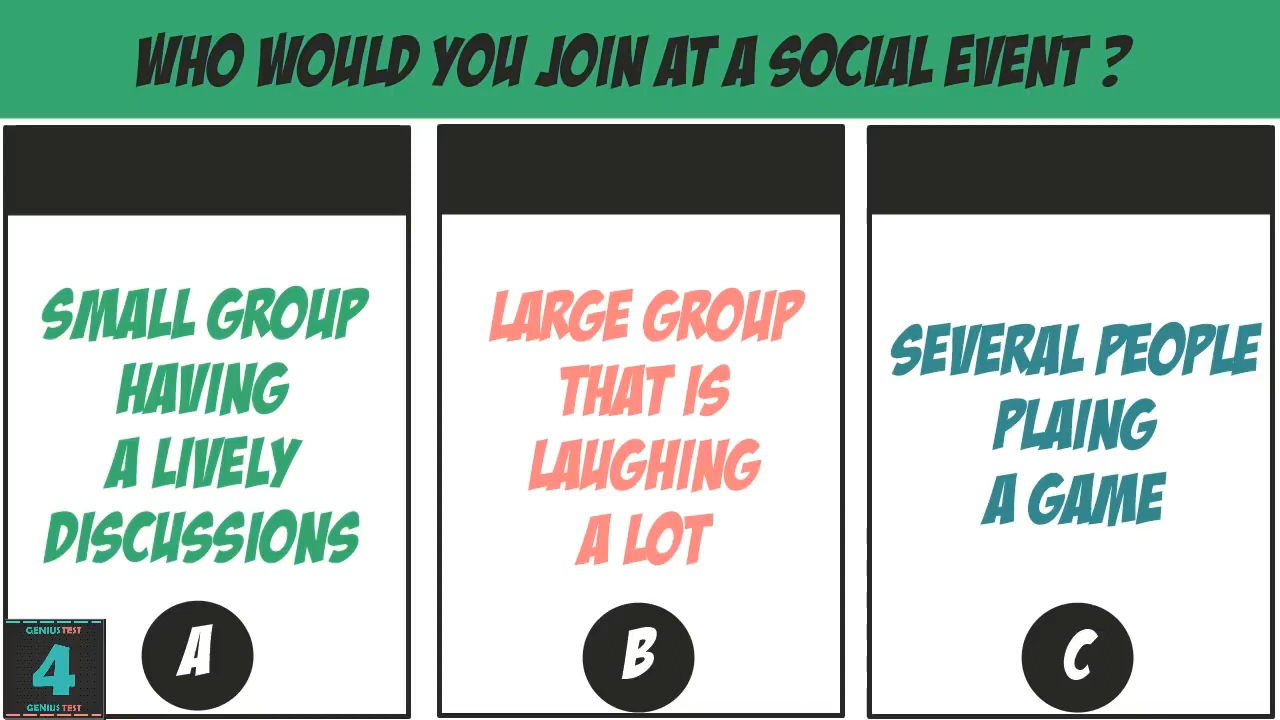 WHO WOULD YOU JOIN AT A SOCIAL EVENT ?
SMALL GROUP
HAVING
A LIVELY
DISCUSSIONS
A
LARGE GROUP
THAT IS
LAUGHING
A LOT
B
SEVERAL PEOPLE
PLAING
A GAME
C
GENIUS TEST
4
GENIUS TEST